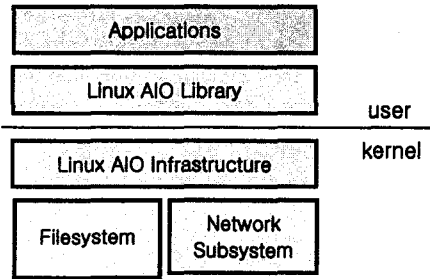 Applications
Linux AIO Library
user
kernel
Linux AIO Infrastructure
Filesystem
Network
Subsystem